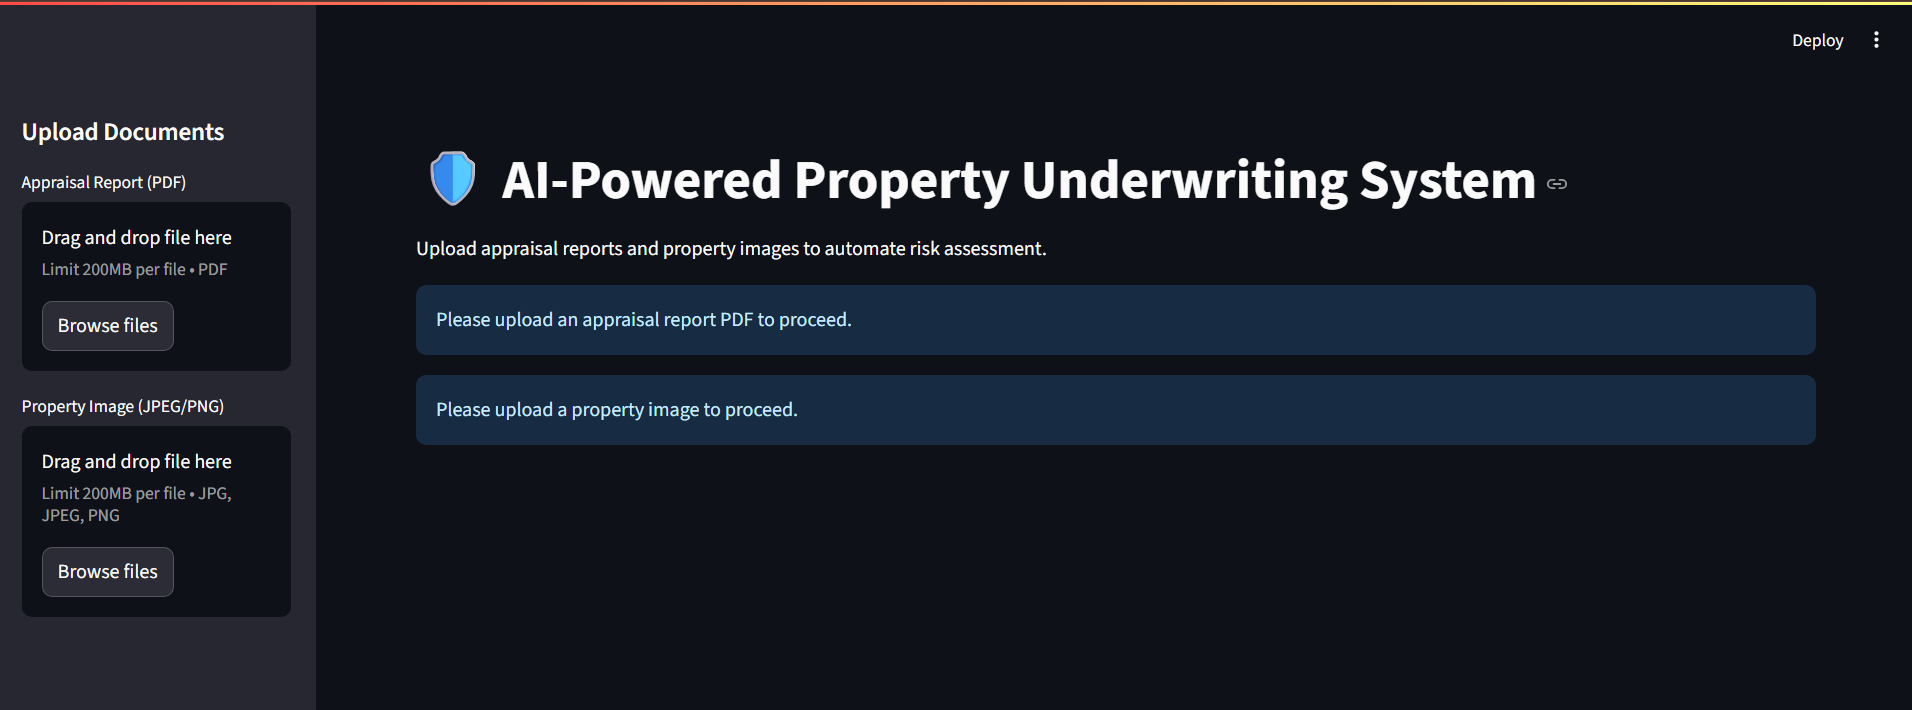 Deploy
Upload Documents
Appraisal Report (PDF)
Drag and drop file here
Limit 200MB per file • PDF
Browse files
Property Image (JPEG/PNG)
Drag and drop file here
Limit 200MB per file • JPG,
JPEG, PNG
Browse files
AI-Powered Property Underwriting System
Upload appraisal reports and property images to automate risk assessment.
Please upload an appraisal report PDF to proceed.
Please upload a property image to proceed.